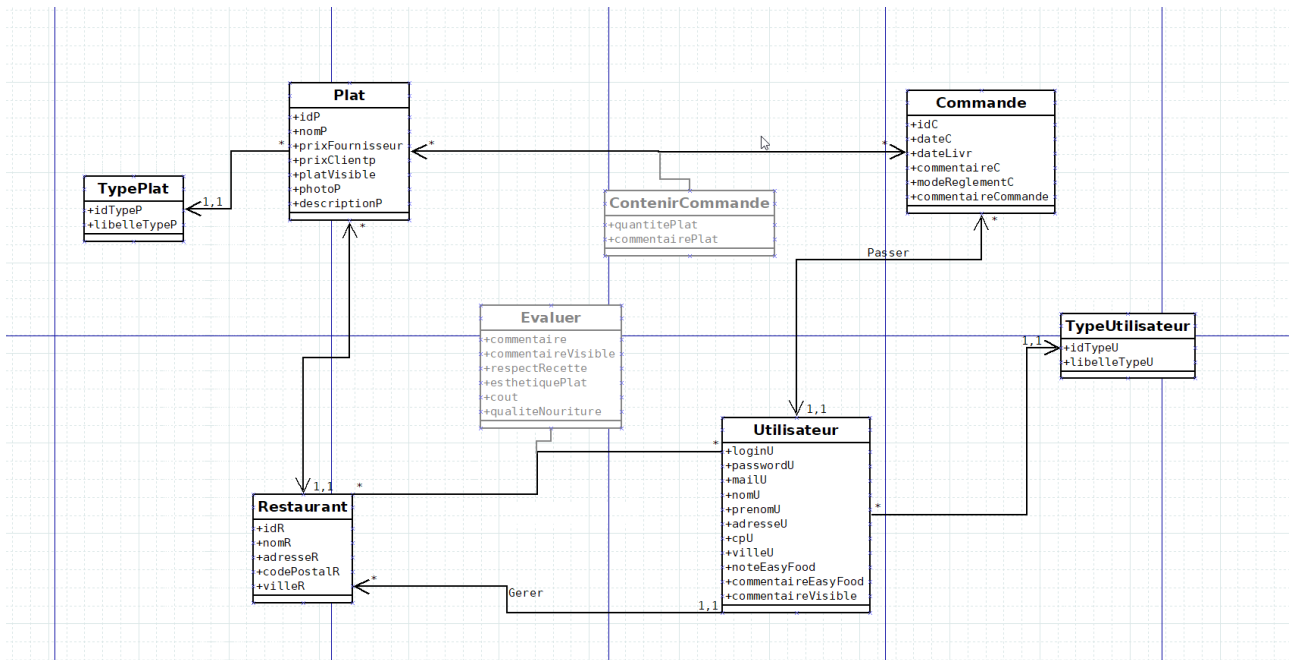 Plat
+idP
+nomP
+prixFournisseur
+prixClientp
+platVisible
+photoP
+descriptionP
*
*
TypePlat
+idTypeP
+libelleTypeP
1,1
*
*
Commande
+idC
+dateC
+dateLivr
+commentaireC
+modeReglementC
+commentaireCommande
*
ContenirCommande
+quantitePlat
+commentairePlat
Passer
Evaluer
+commentaire
+commentaireVisible
+respectRecette
+esthetiquePlat
+cout
+qualiteNouriture
TypeUtilisateur
+idTypeU
+libelleTypeU
1,1
1,1
Utilisateur
+loginU
+passwordU
+mailU
+nomU
+prenomU
+adresseU
+cpU
+villeU
+noteEasyFood
+commentaireEasyFood
+commentaireVisible
*
*
1,1
Restaurant
+idR
+nomR
+adresseR
+codePostalR
+villeR
1,1
*
*
Gerer